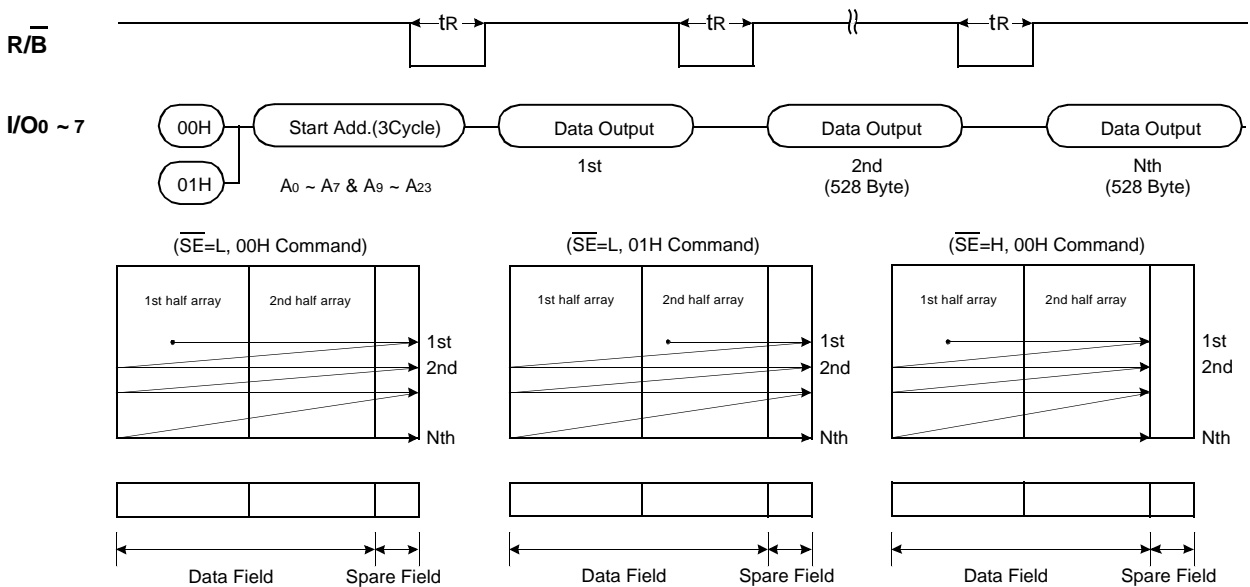 tR tR tR
R/B̅
I/O0 ~ 7 00H Start Add.(3Cycle) Data Output Data Output Data Output
01H A0 ~ A7 & A9 ~ A23 1st 2nd Nth
(528 Byte) (528 Byte)
(S̅E̅=L, 00H Command) (S̅E̅=L, 01H Command) (S̅E̅=H, 00H Command)
1st half array 2nd half array 1st half array 2nd half array 1st half array 2nd half array
1st 1st 1st
2nd 2nd 2nd
Nth Nth Nth
Data Field Spare Field Data Field Spare Field Data Field Spare Field